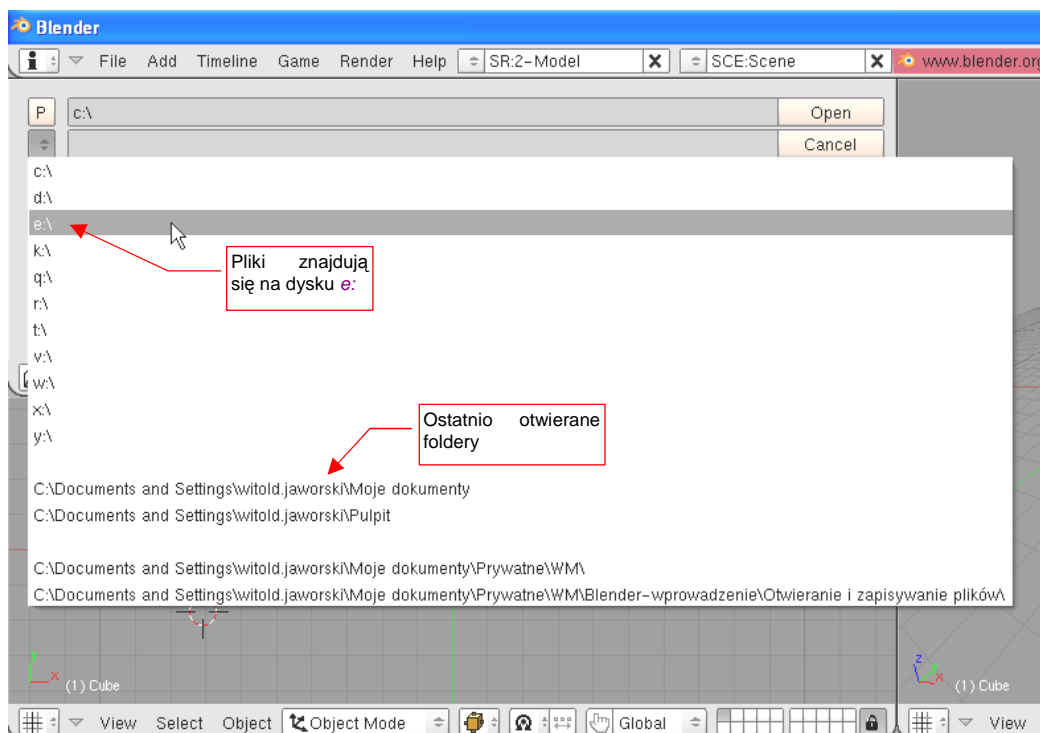 Blender
File Add Timeline Game Render Help SR:2-Model SCE:Scene www.blender.org
P c:\ Open
Cancel
c:\
d:\
e:\
k:\
Pliki znajdują
się na dysku e:
q:\
r:\
t:\
v:\
w:\
x:\
y:\
Ostatnio otwierane
foldery
C:\Documents and Settings\witold.jaworski\Moje dokumenty
C:\Documents and Settings\witold.jaworski\Pulpit
C:\Documents and Settings\witold.jaworski\Moje dokumenty\Prywatne\WM\
C:\Documents and Settings\witold.jaworski\Moje dokumenty\Prywatne\WM\Blender-wprowadzenie\Otwieranie i zapisywanie plików\
y
x
(1) Cube
z
y
x
(1) Cube
View Select Object Object Mode Global View